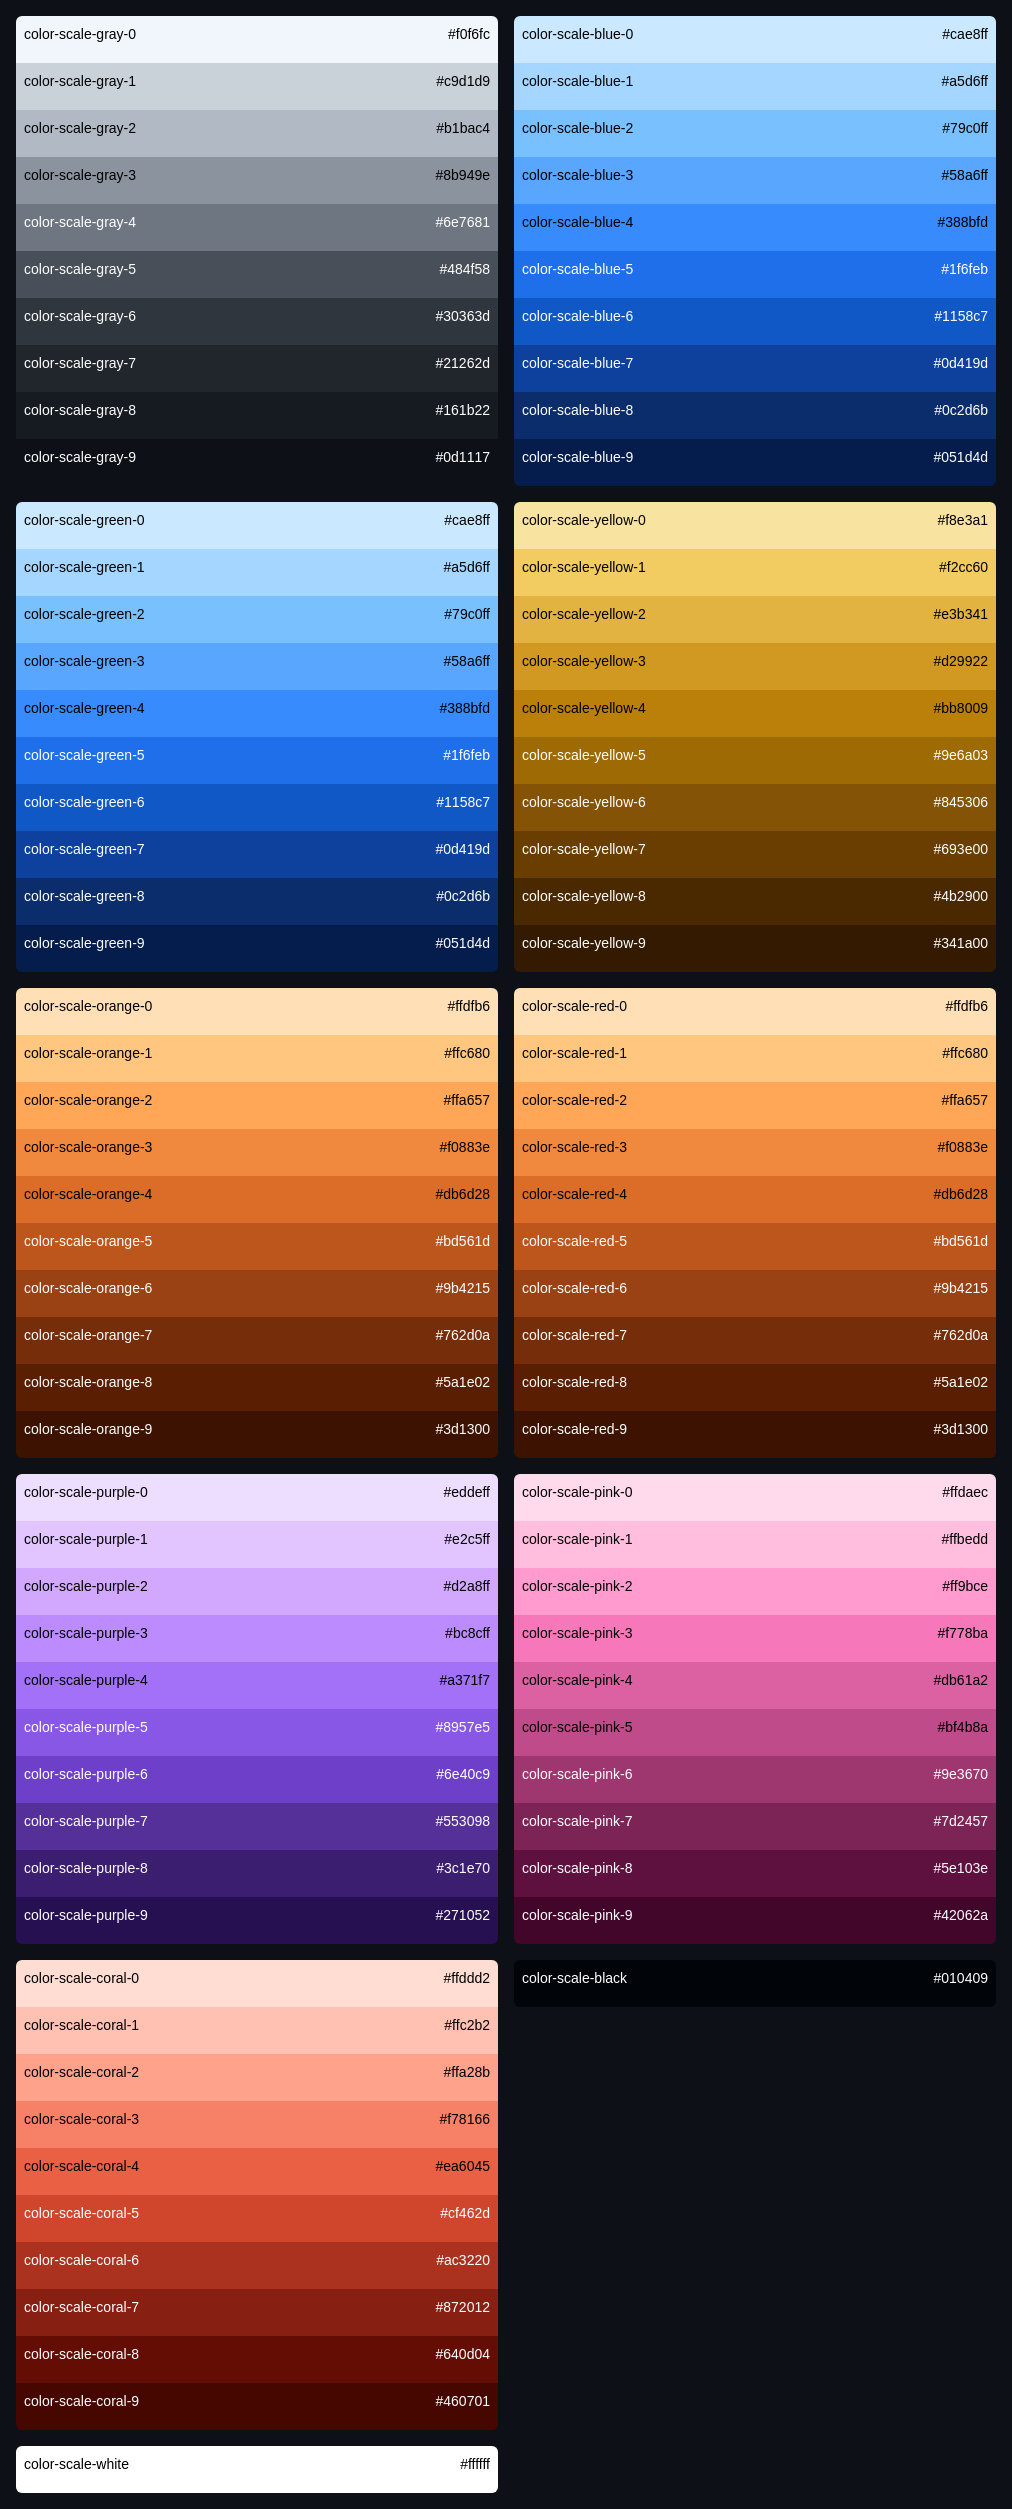 color-scale-gray-0 #f0f6fc
color-scale-gray-1 #c9d1d9
color-scale-gray-2 #b1bac4
color-scale-gray-3 #8b949e
color-scale-gray-4 #6e7681
color-scale-gray-5 #484f58
color-scale-gray-6 #30363d
color-scale-gray-7 #21262d
color-scale-gray-8 #161b22
color-scale-gray-9 #0d1117
color-scale-blue-0 #cae8ff
color-scale-blue-1 #a5d6ff
color-scale-blue-2 #79c0ff
color-scale-blue-3 #58a6ff
color-scale-blue-4 #388bfd
color-scale-blue-5 #1f6feb
color-scale-blue-6 #1158c7
color-scale-blue-7 #0d419d
color-scale-blue-8 #0c2d6b
color-scale-blue-9 #051d4d
color-scale-green-0 #cae8ff
color-scale-green-1 #a5d6ff
color-scale-green-2 #79c0ff
color-scale-green-3 #58a6ff
color-scale-green-4 #388bfd
color-scale-green-5 #1f6feb
color-scale-green-6 #1158c7
color-scale-green-7 #0d419d
color-scale-green-8 #0c2d6b
color-scale-green-9 #051d4d
color-scale-yellow-0 #f8e3a1
color-scale-yellow-1 #f2cc60
color-scale-yellow-2 #e3b341
color-scale-yellow-3 #d29922
color-scale-yellow-4 #bb8009
color-scale-yellow-5 #9e6a03
color-scale-yellow-6 #845306
color-scale-yellow-7 #693e00
color-scale-yellow-8 #4b2900
color-scale-yellow-9 #341a00
color-scale-orange-0 #ffdfb6
color-scale-orange-1 #ffc680
color-scale-orange-2 #ffa657
color-scale-orange-3 #f0883e
color-scale-orange-4 #db6d28
color-scale-orange-5 #bd561d
color-scale-orange-6 #9b4215
color-scale-orange-7 #762d0a
color-scale-orange-8 #5a1e02
color-scale-orange-9 #3d1300
color-scale-red-0 #ffdfb6
color-scale-red-1 #ffc680
color-scale-red-2 #ffa657
color-scale-red-3 #f0883e
color-scale-red-4 #db6d28
color-scale-red-5 #bd561d
color-scale-red-6 #9b4215
color-scale-red-7 #762d0a
color-scale-red-8 #5a1e02
color-scale-red-9 #3d1300
color-scale-purple-0 #eddeff
color-scale-purple-1 #e2c5ff
color-scale-purple-2 #d2a8ff
color-scale-purple-3 #bc8cff
color-scale-purple-4 #a371f7
color-scale-purple-5 #8957e5
color-scale-purple-6 #6e40c9
color-scale-purple-7 #553098
color-scale-purple-8 #3c1e70
color-scale-purple-9 #271052
color-scale-pink-0 #ffdaec
color-scale-pink-1 #ffbedd
color-scale-pink-2 #ff9bce
color-scale-pink-3 #f778ba
color-scale-pink-4 #db61a2
color-scale-pink-5 #bf4b8a
color-scale-pink-6 #9e3670
color-scale-pink-7 #7d2457
color-scale-pink-8 #5e103e
color-scale-pink-9 #42062a
color-scale-coral-0 #ffddd2
color-scale-coral-1 #ffc2b2
color-scale-coral-2 #ffa28b
color-scale-coral-3 #f78166
color-scale-coral-4 #ea6045
color-scale-coral-5 #cf462d
color-scale-coral-6 #ac3220
color-scale-coral-7 #872012
color-scale-coral-8 #640d04
color-scale-coral-9 #460701
color-scale-black #010409
color-scale-white #ffffff